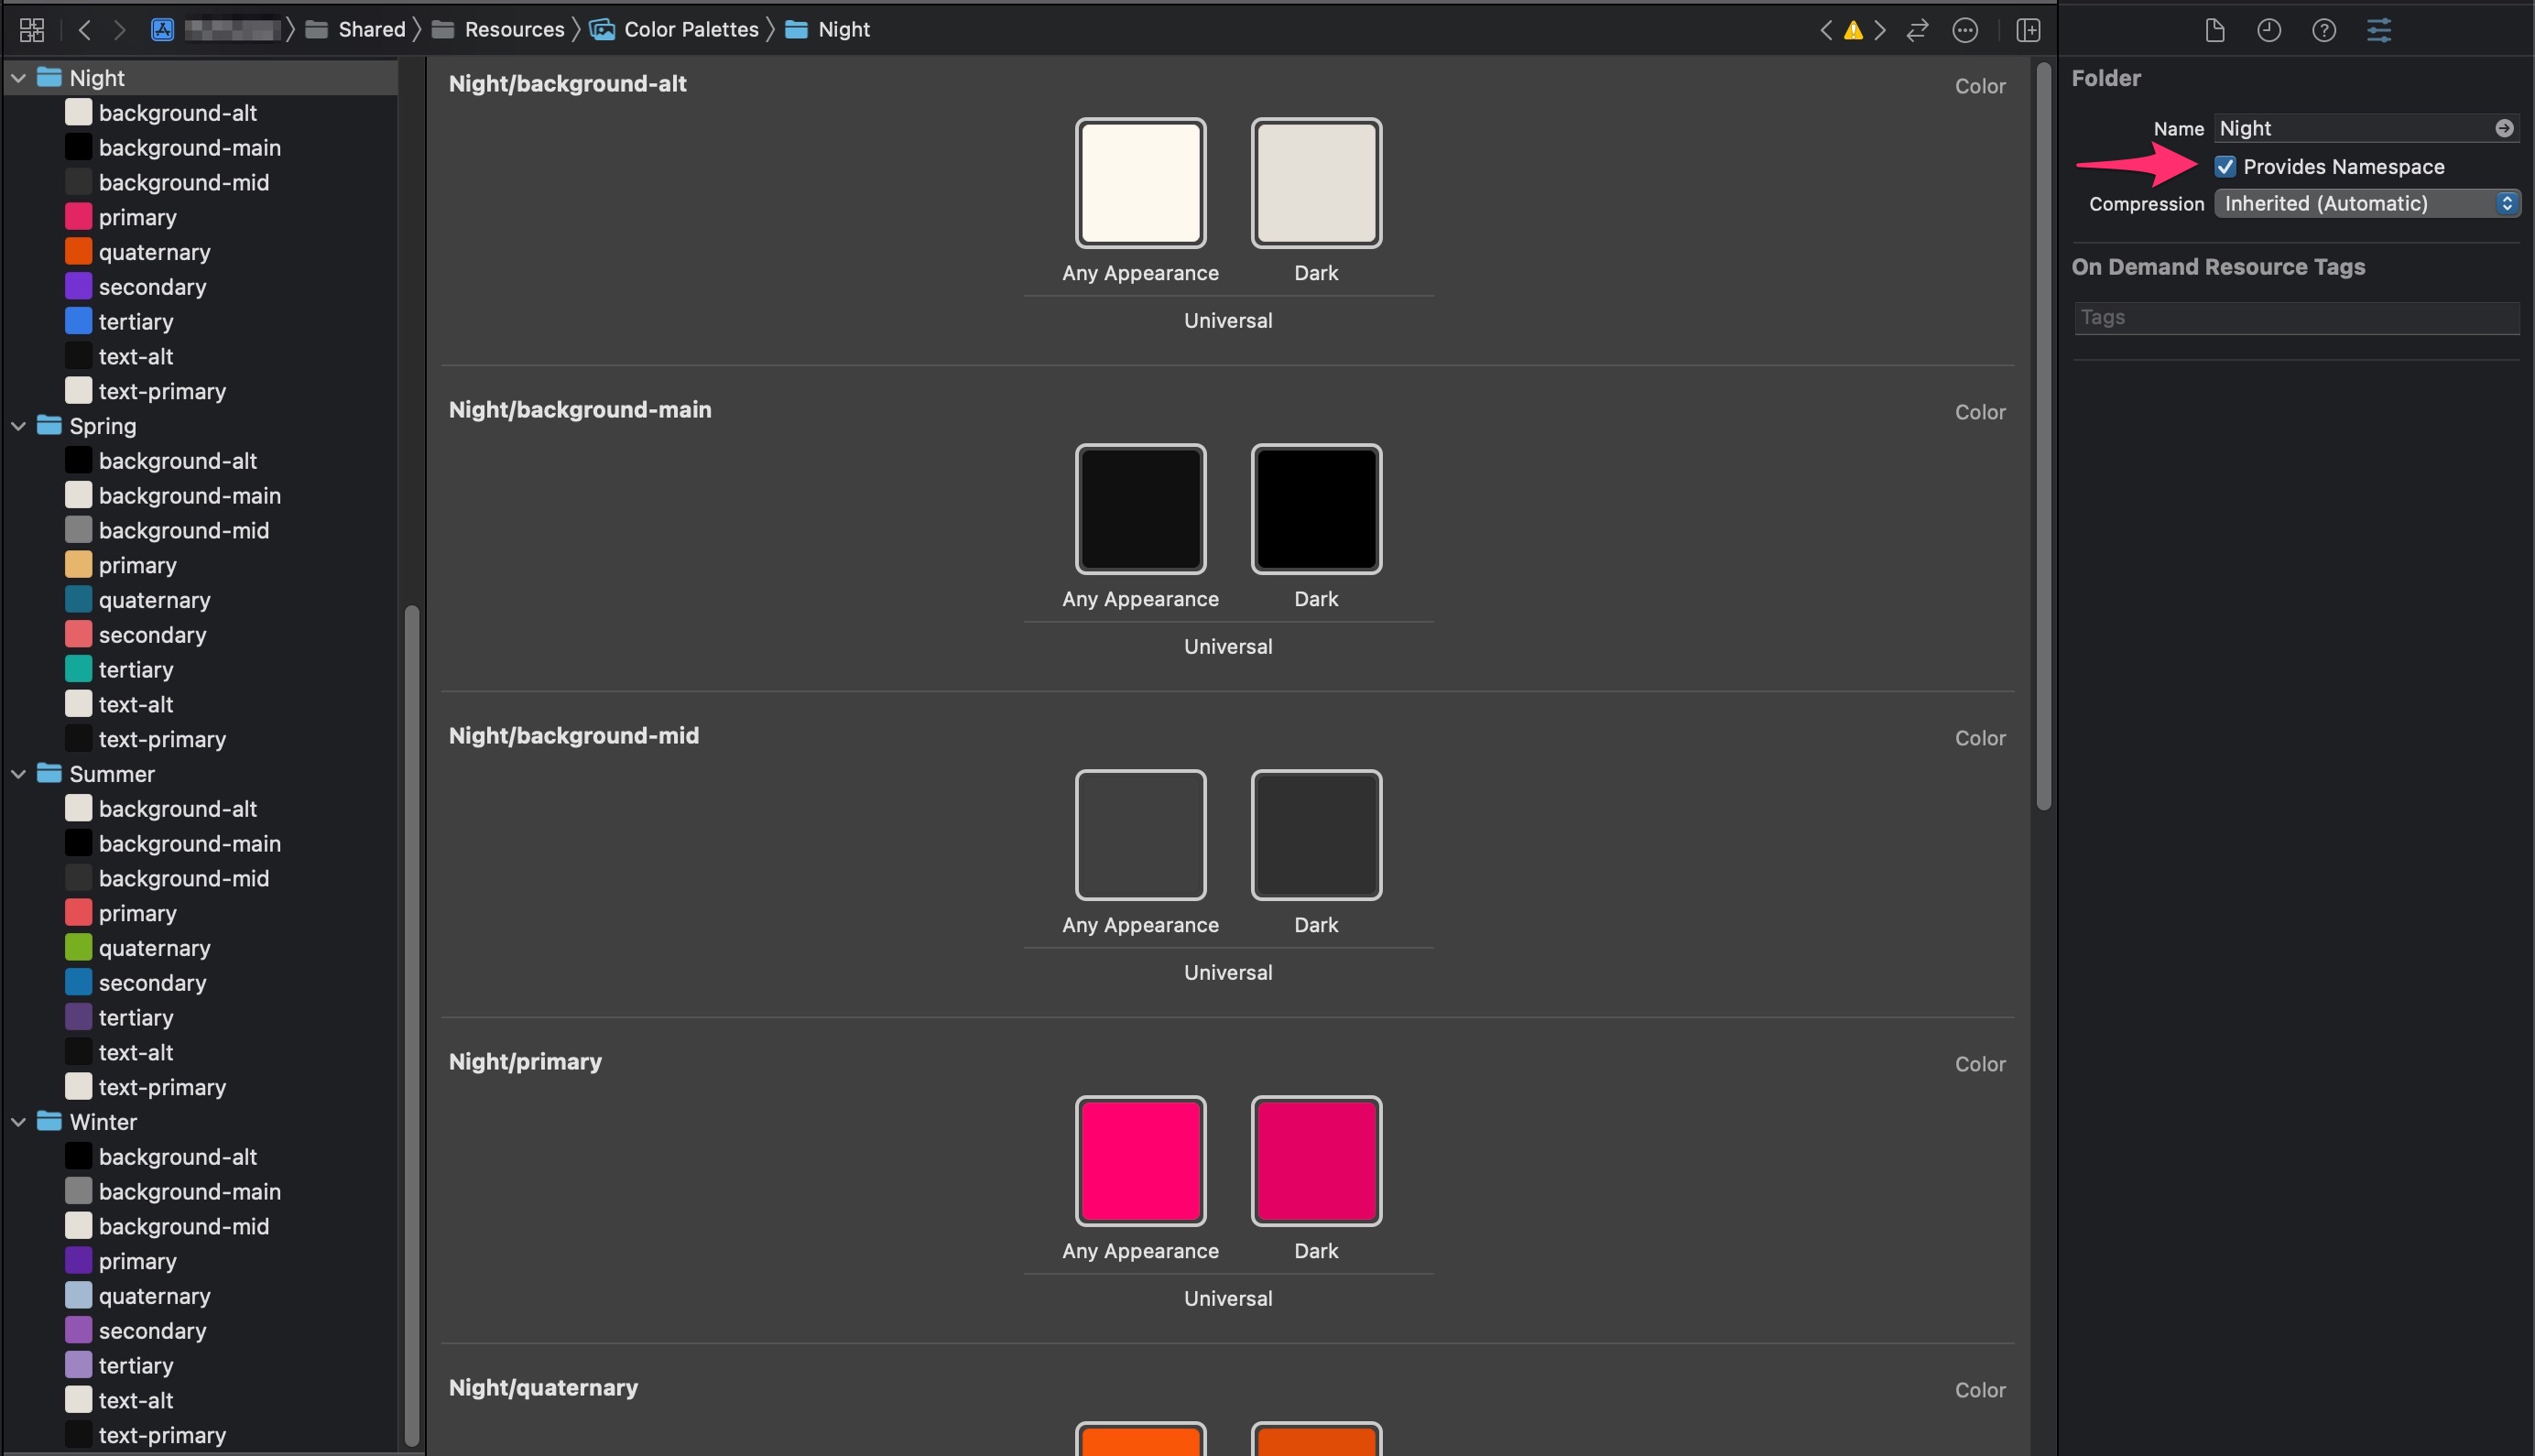 Shared Resources Color Palettes Night
Night
background-alt
background-main
background-mid
primary
quaternary
secondary
tertiary
text-alt
text-primary
Spring
background-alt
background-main
background-mid
primary
quaternary
secondary
tertiary
text-alt
text-primary
Summer
background-alt
background-main
background-mid
primary
quaternary
secondary
tertiary
text-alt
text-primary
Winter
background-alt
background-main
background-mid
primary
quaternary
secondary
tertiary
text-alt
text-primary
Night/background-alt Color
Any Appearance Dark
Universal
Night/background-main Color
Any Appearance Dark
Universal
Night/background-mid Color
Any Appearance Dark
Universal
Night/primary Color
Any Appearance Dark
Universal
Night/quaternary Color
Folder
Name Night
Provides Namespace
Compression Inherited (Automatic)
On Demand Resource Tags
Tags